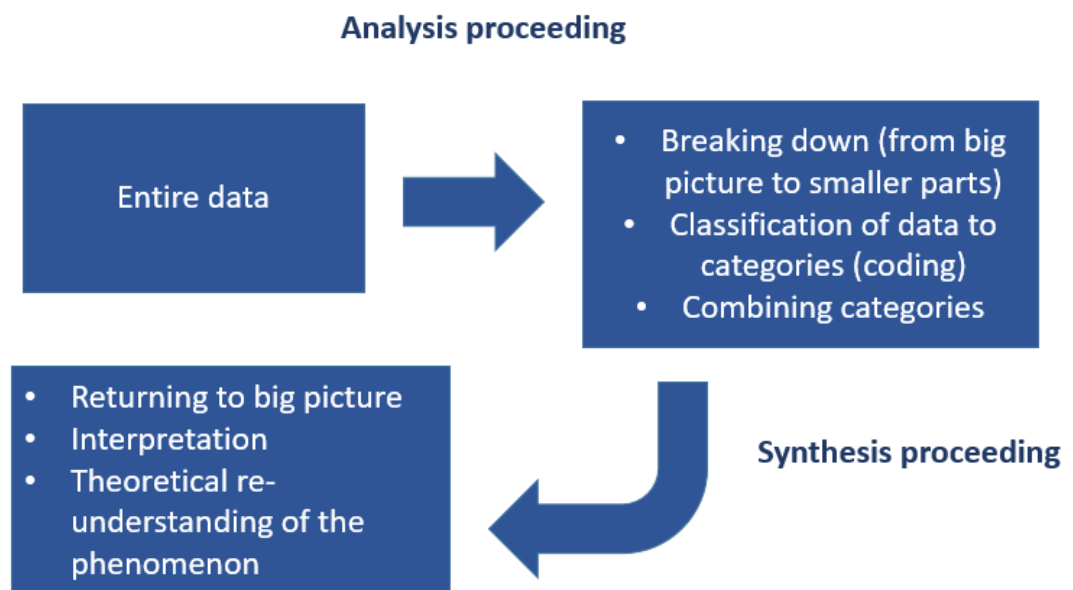 Analysis proceeding
Entire data
• Breaking down (from big
picture to smaller parts)
• Classification of data to
categories (coding)
• Combining categories
Synthesis proceeding
• Returning to big picture
• Interpretation
• Theoretical re-
understanding of the
phenomenon